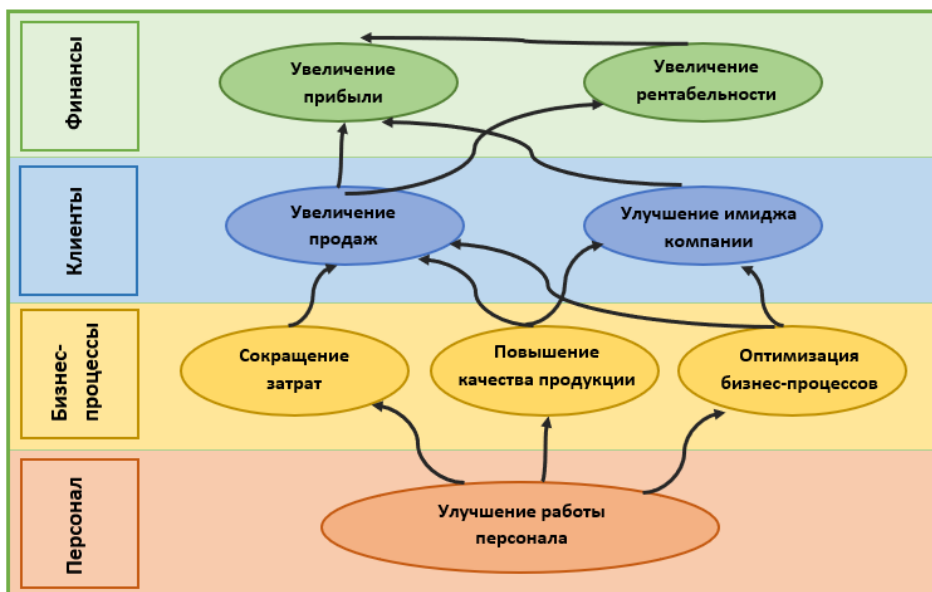 Финансы
Увеличение
прибыли
Увеличение
рентабельности
Клиенты
Увеличение
продаж
Улучшение имиджа
компании
Бизнес-
процессы
Сокращение
затрат
Повышение
качества продукции
Оптимизация
бизнес-процессов
Персонал
Улучшение работы
персонала